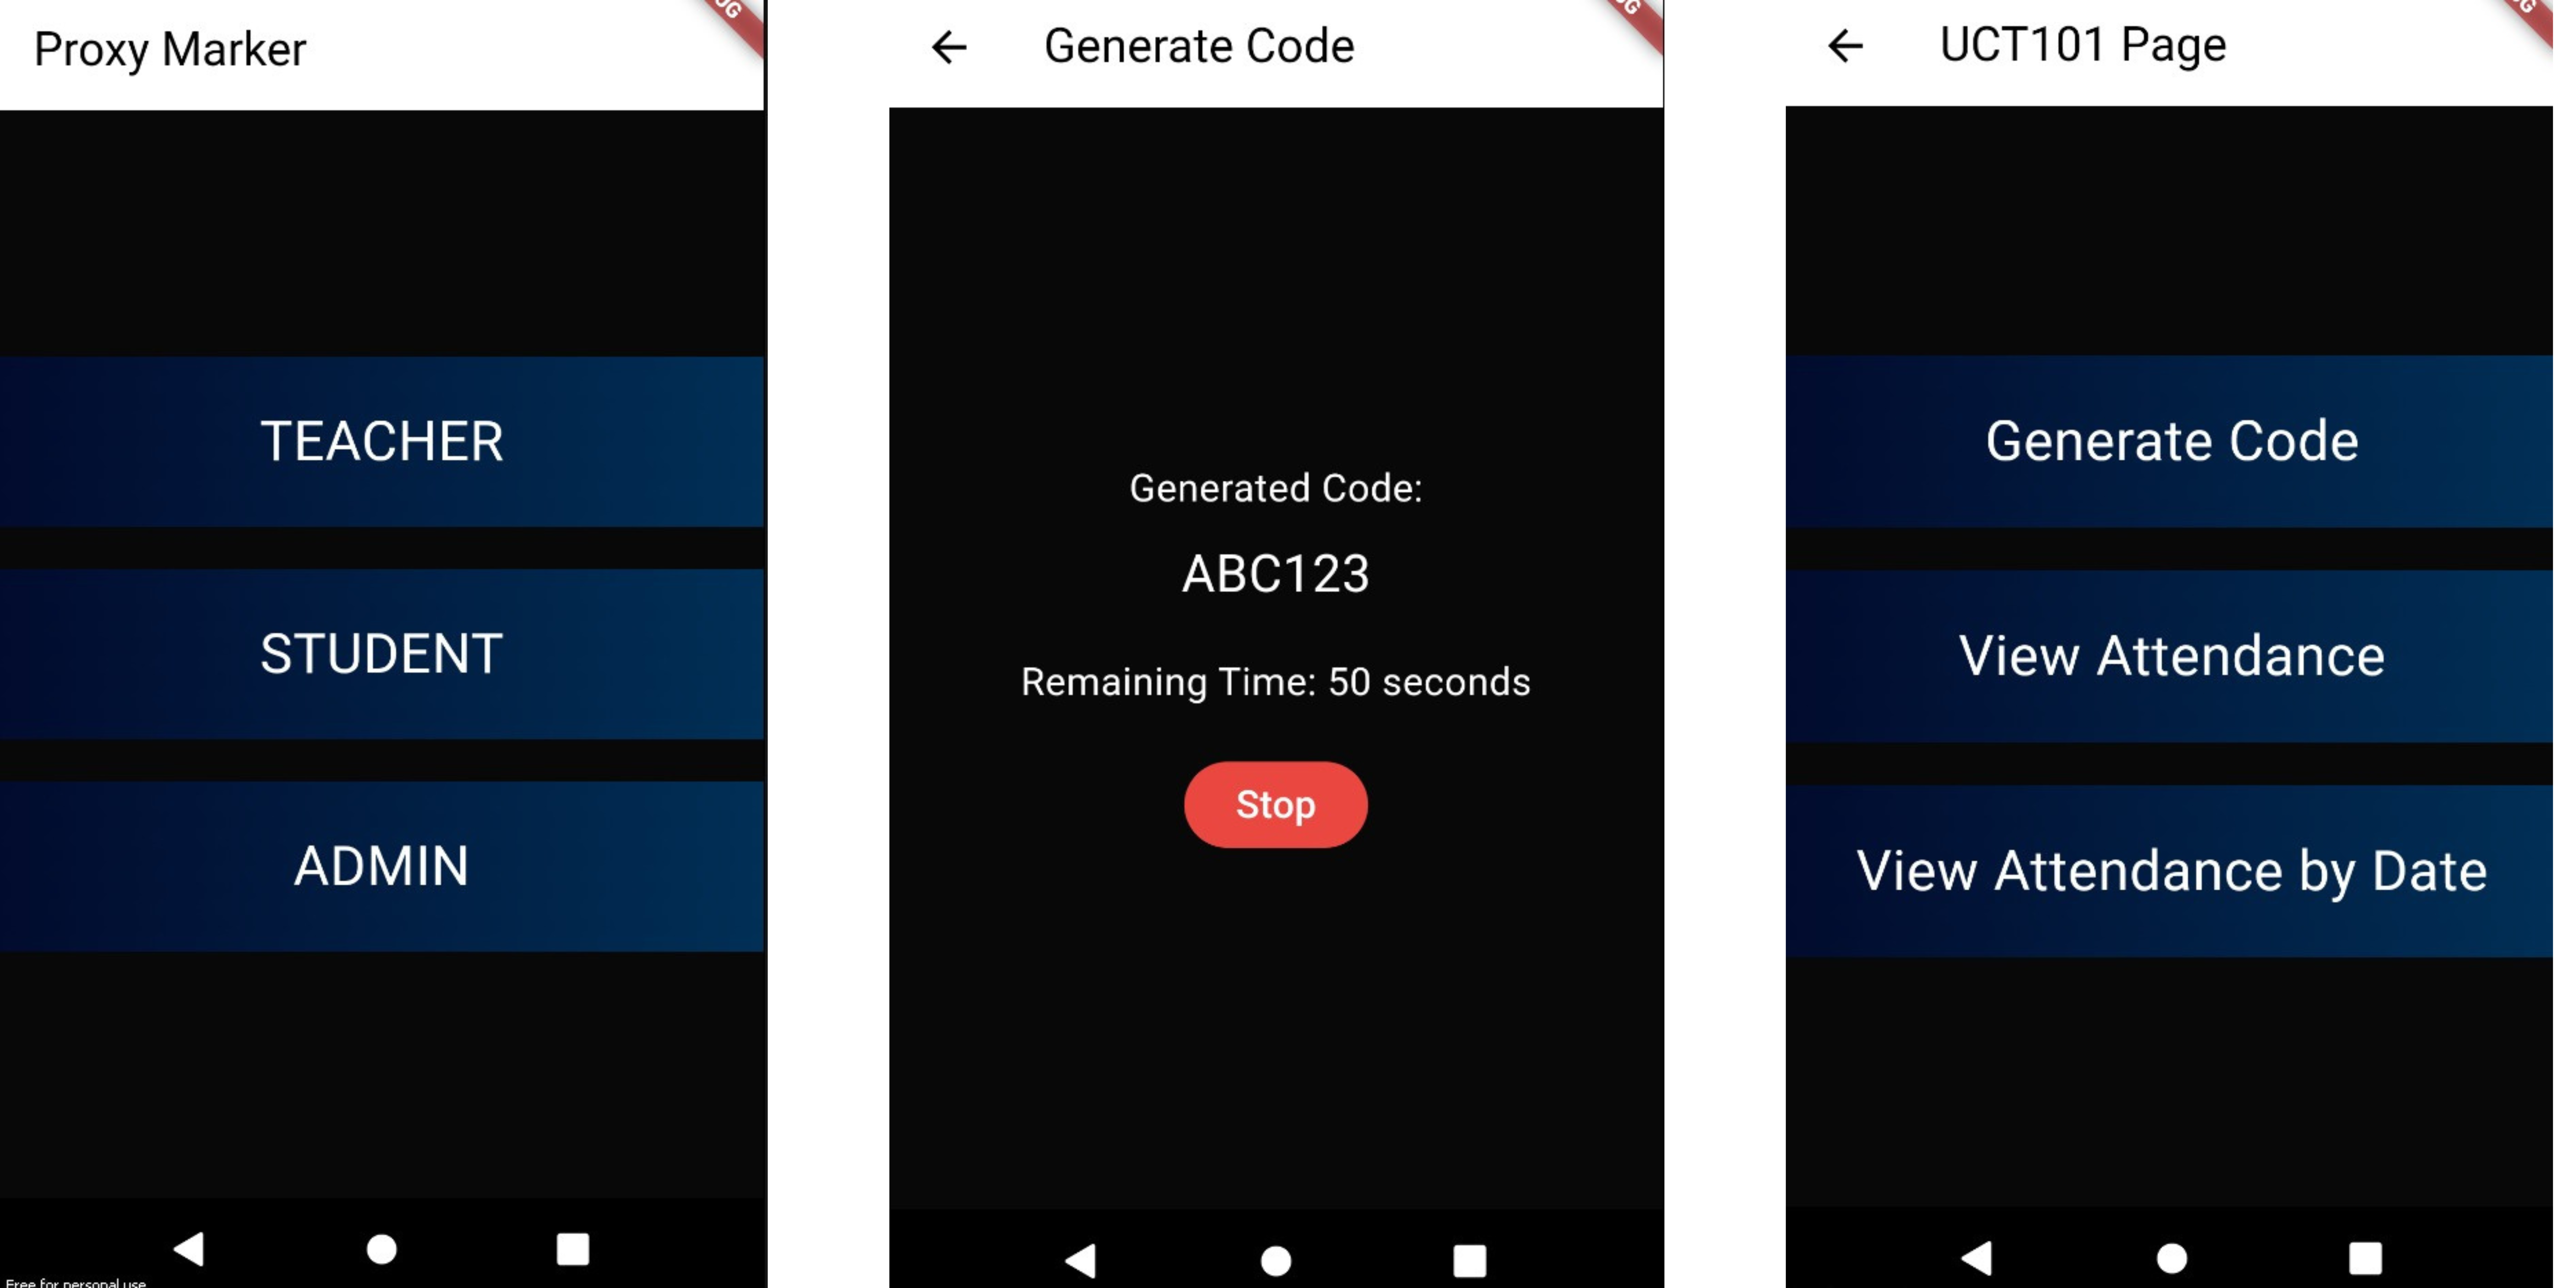 Proxy Marker
TEACHER
STUDENT
ADMIN
Free for personal use
Generate Code
Generated Code:
ABC123
Remaining Time: 50 seconds
Stop
UCT101 Page
Generate Code
View Attendance
View Attendance by Date